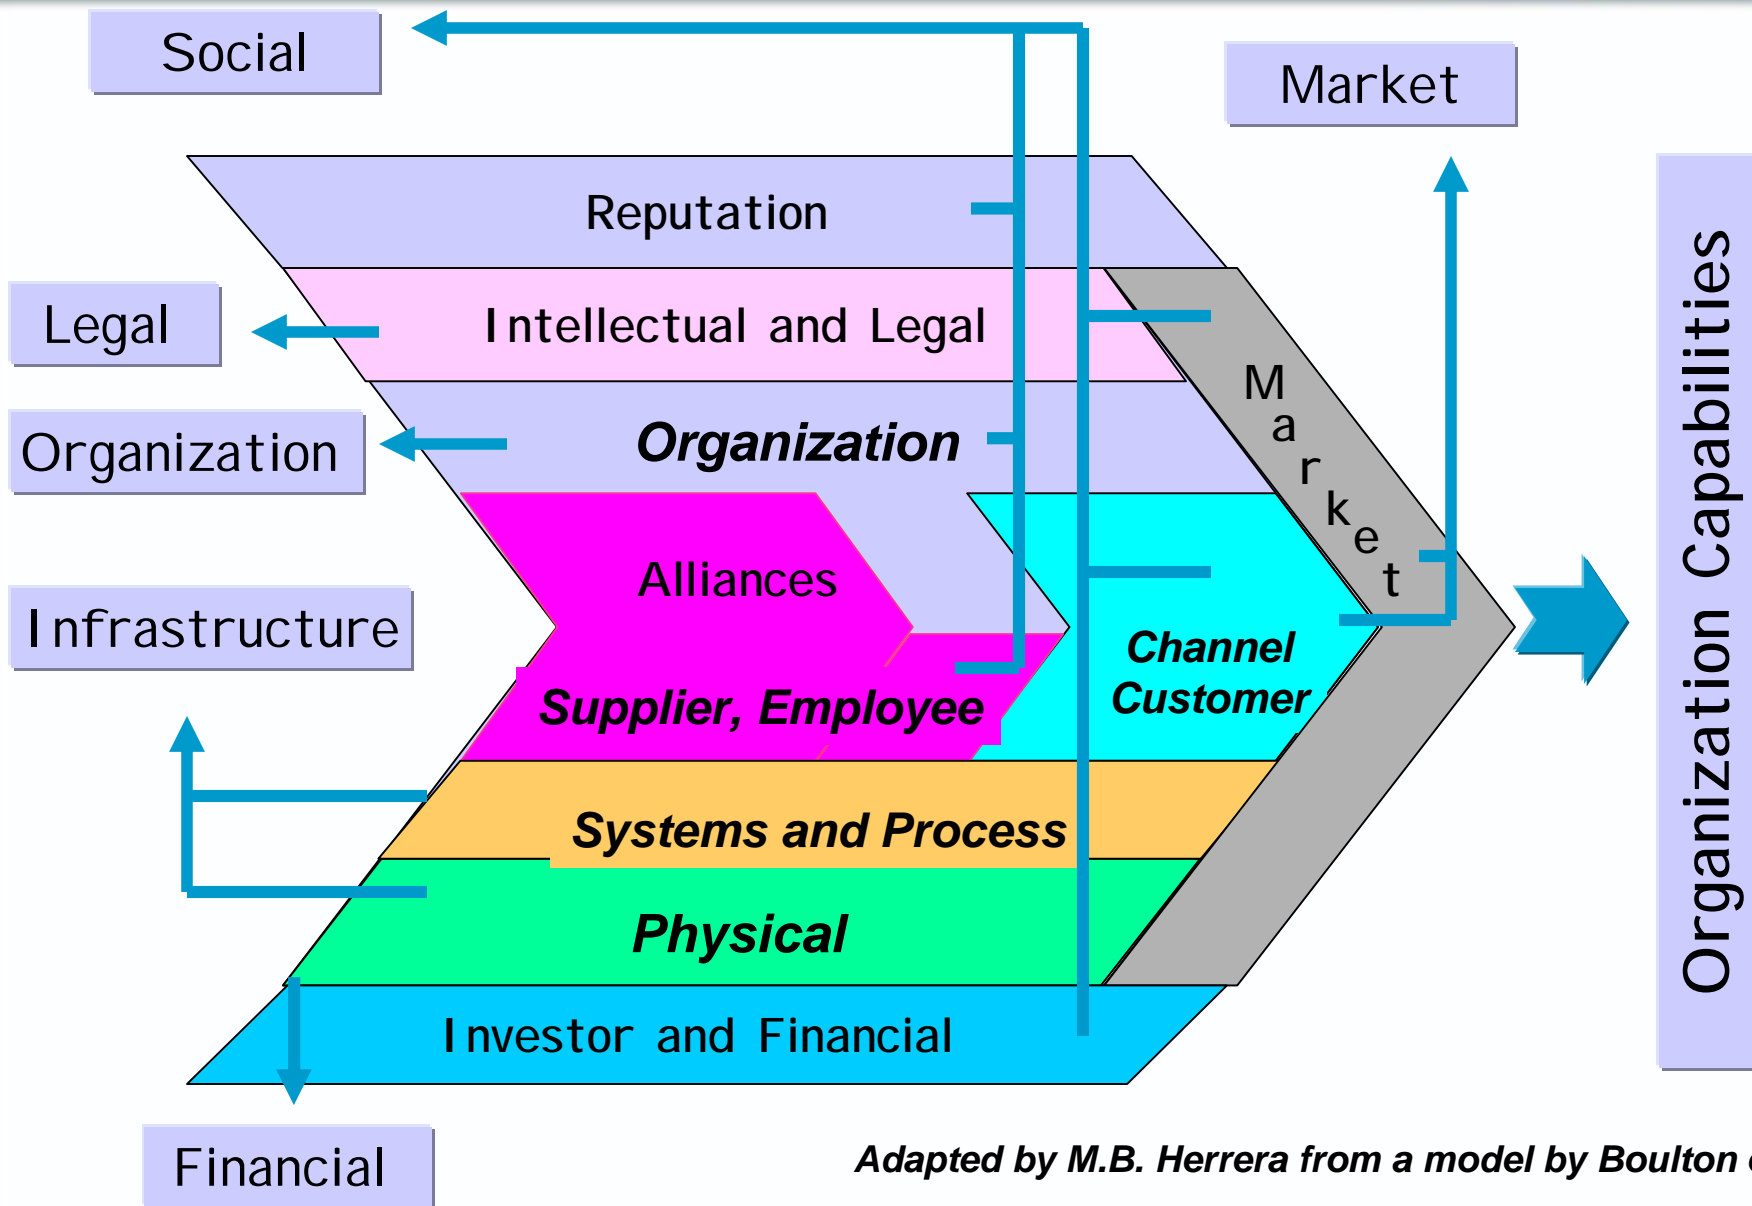 Social
Market
Reputation
Legal
Intellectual and Legal
Organization
Organization
Market
Alliances
Infrastructure
Channel
Customer
Supplier, Employee
Systems and Process
Physical
Investor and Financial
Financial
Organization Capabilities
Adapted by M.B. Herrera from a model by Boulton